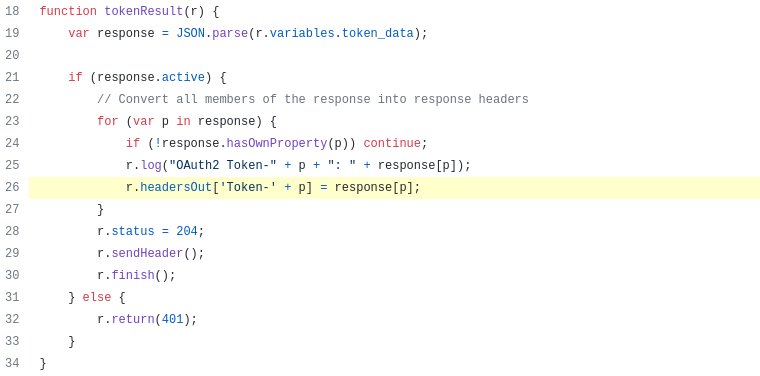 18 function tokenResult(r) {
19     var response = JSON.parse(r.variables.token_data);
20
21     if (response.active) {
22         // Convert all members of the response into response headers
23         for (var p in response) {
24             if (!response.hasOwnProperty(p)) continue;
25             r.log("OAuth2 Token-" + p + ": " + response[p]);
26             r.headersOut['Token-' + p] = response[p];
27         }
28         r.status = 204;
29         r.sendHeader();
30         r.finish();
31     } else {
32         r.return(401);
33     }
34 }